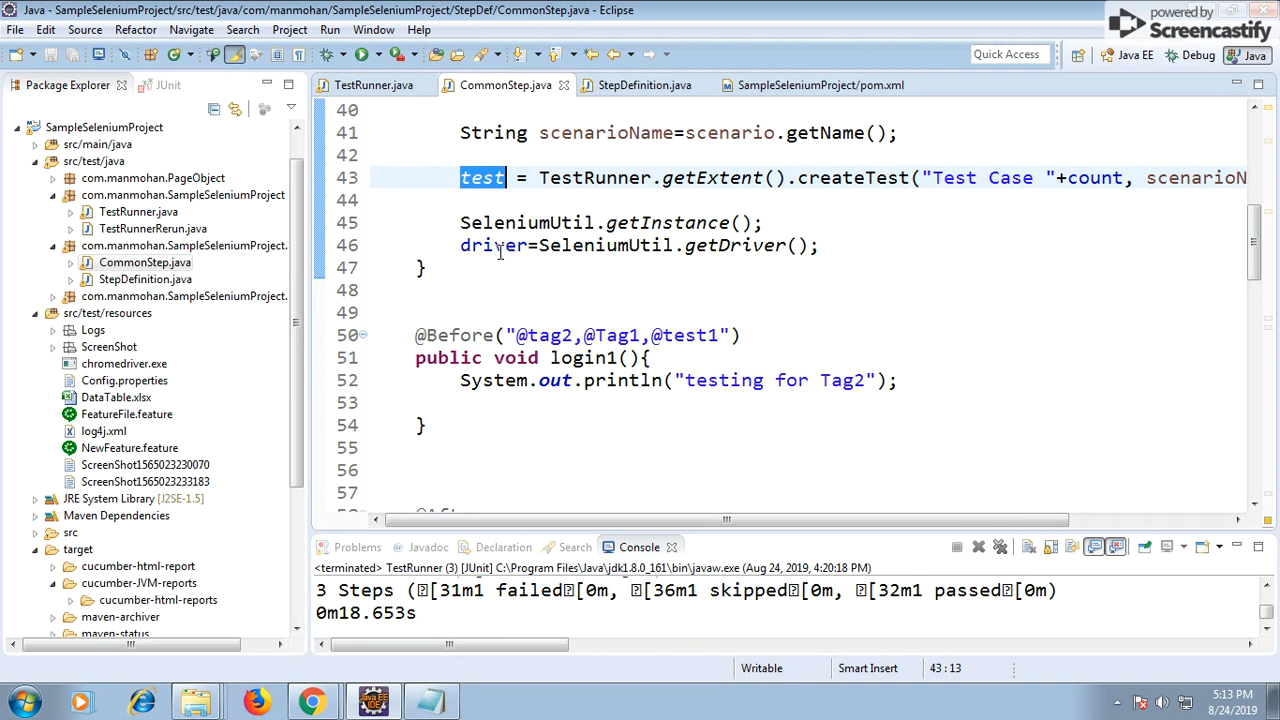 Java - SampleSeleniumProject/src/test/java/com/manmohan/SampleSeleniumProject/StepDef/CommonStep.java - Eclipse
powered by
Screencastify
File Edit Source Refactor Navigate Search Project Run Window Help
Quick Access
Java EE
Debug
Java
Package Explorer
JUnit
TestRunner.java
CommonStep.java
StepDefinition.java
SampleSeleniumProject/pom.xml
SampleSeleniumProject
src/main/java
src/test/java
com.manmohan.PageObject
com.manmohan.SampleSeleniumProject.
TestRunner.java
TestRunnerRerun.java
com.manmohan.SampleSeleniumProject.
CommonStep.java
StepDefinition.java
com.manmohan.SampleSeleniumProject.
src/test/resources
Logs
ScreenShot
chromedriver.exe
Config.properties
DataTable.xlsx
FeatureFile.feature
log4j.xml
NewFeature.feature
ScreenShot1565023230070
ScreenShot1565023233183
JRE System Library [J2SE-1.5]
Maven Dependencies
src
target
cucumber-html-report
cucumber-JVM-reports
cucumber-html-reports
maven-archiver
maven-status
40
41 String scenarioName=scenario.getName();
42
43 test = TestRunner.getExtent().createTest("Test Case "+count, scenarioN
44
45 SeleniumUtil.getInstance();
46 driver=SeleniumUtil.getDriver();
47 }
48
49
50 @Before("@tag2,@Tag1,@test1")
51 public void login1(){
52 System.out.println("testing for Tag2");
53
54 }
55
56
57
Problems
Javadoc
Declaration
Search
Console
<terminated> TestRunner (3) [JUnit] C:\Program Files\Java\jdk1.8.0_161\bin\javaw.exe (Aug 24, 2019, 4:20:18 PM)
3 Steps ([31m1 failed[0m, [36m1 skipped[0m, [32m1 passed[0m)
0m18.653s
Writable
Smart Insert
43:13
5:13 PM
8/24/2019